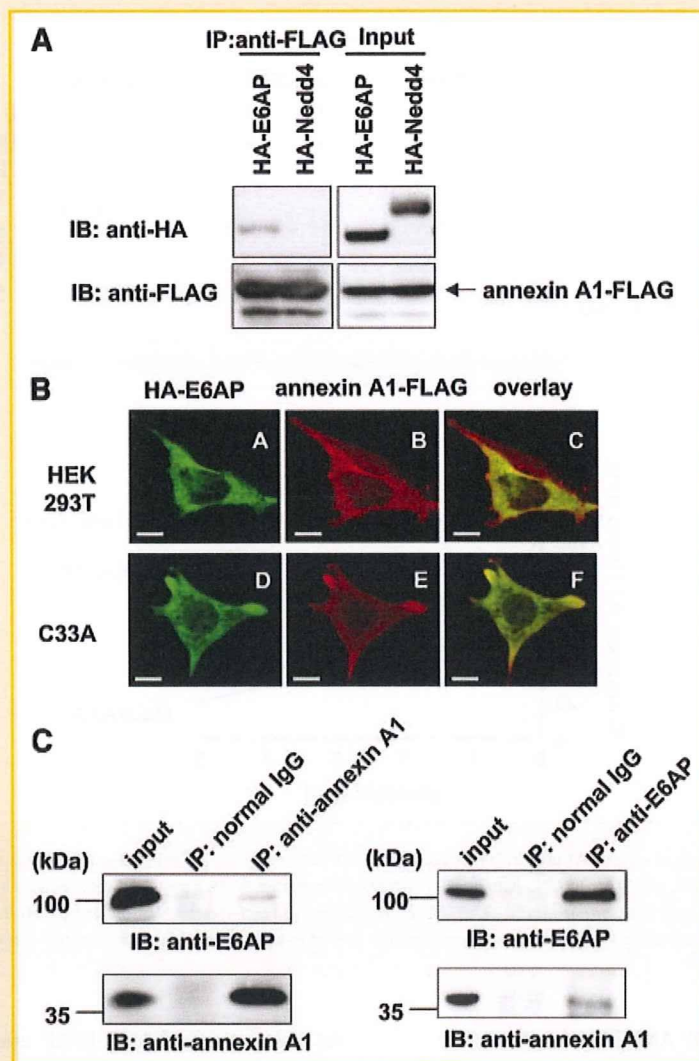 A
IP:anti-FLAG Input
HA-E6AP HA-Nedd4 HA-E6AP HA-Nedd4
IB: anti-HA
IB: anti-FLAG ← annexin A1-FLAG
B
HA-E6AP annexin A1-FLAG overlay
HEK 293T
A B C
C33A
D E F
C
input IP: normal IgG IP: anti-annexin A1
(kDa)
100
IB: anti-E6AP
35
IB: anti-annexin A1
input IP: normal IgG IP: anti-E6AP
(kDa)
100
IB: anti-E6AP
35
IB: anti-annexin A1